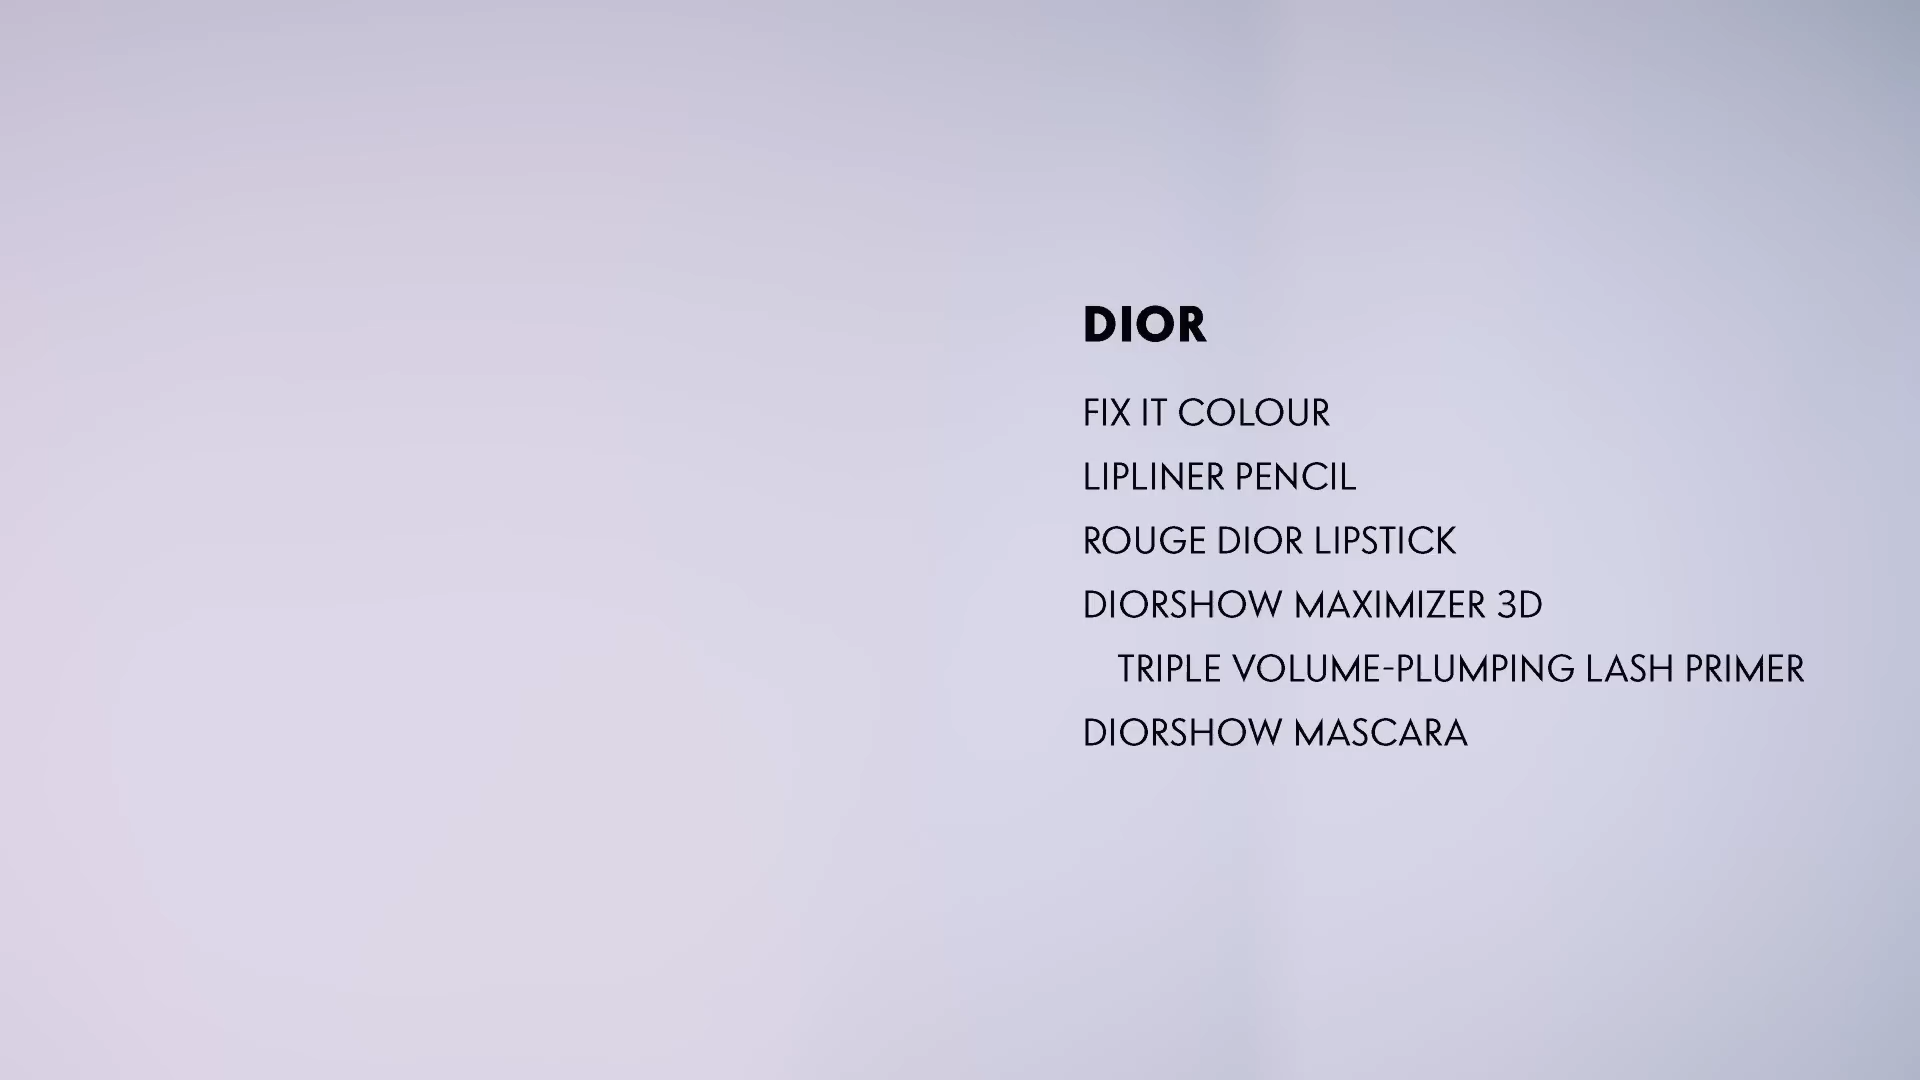 DIOR
FIX IT COLOUR
LIPLINER PENCIL
ROUGE DIOR LIPSTICK
DIORSHOW MAXIMIZER 3D
TRIPLE VOLUME-PLUMPING LASH PRIMER
DIORSHOW MASCARA